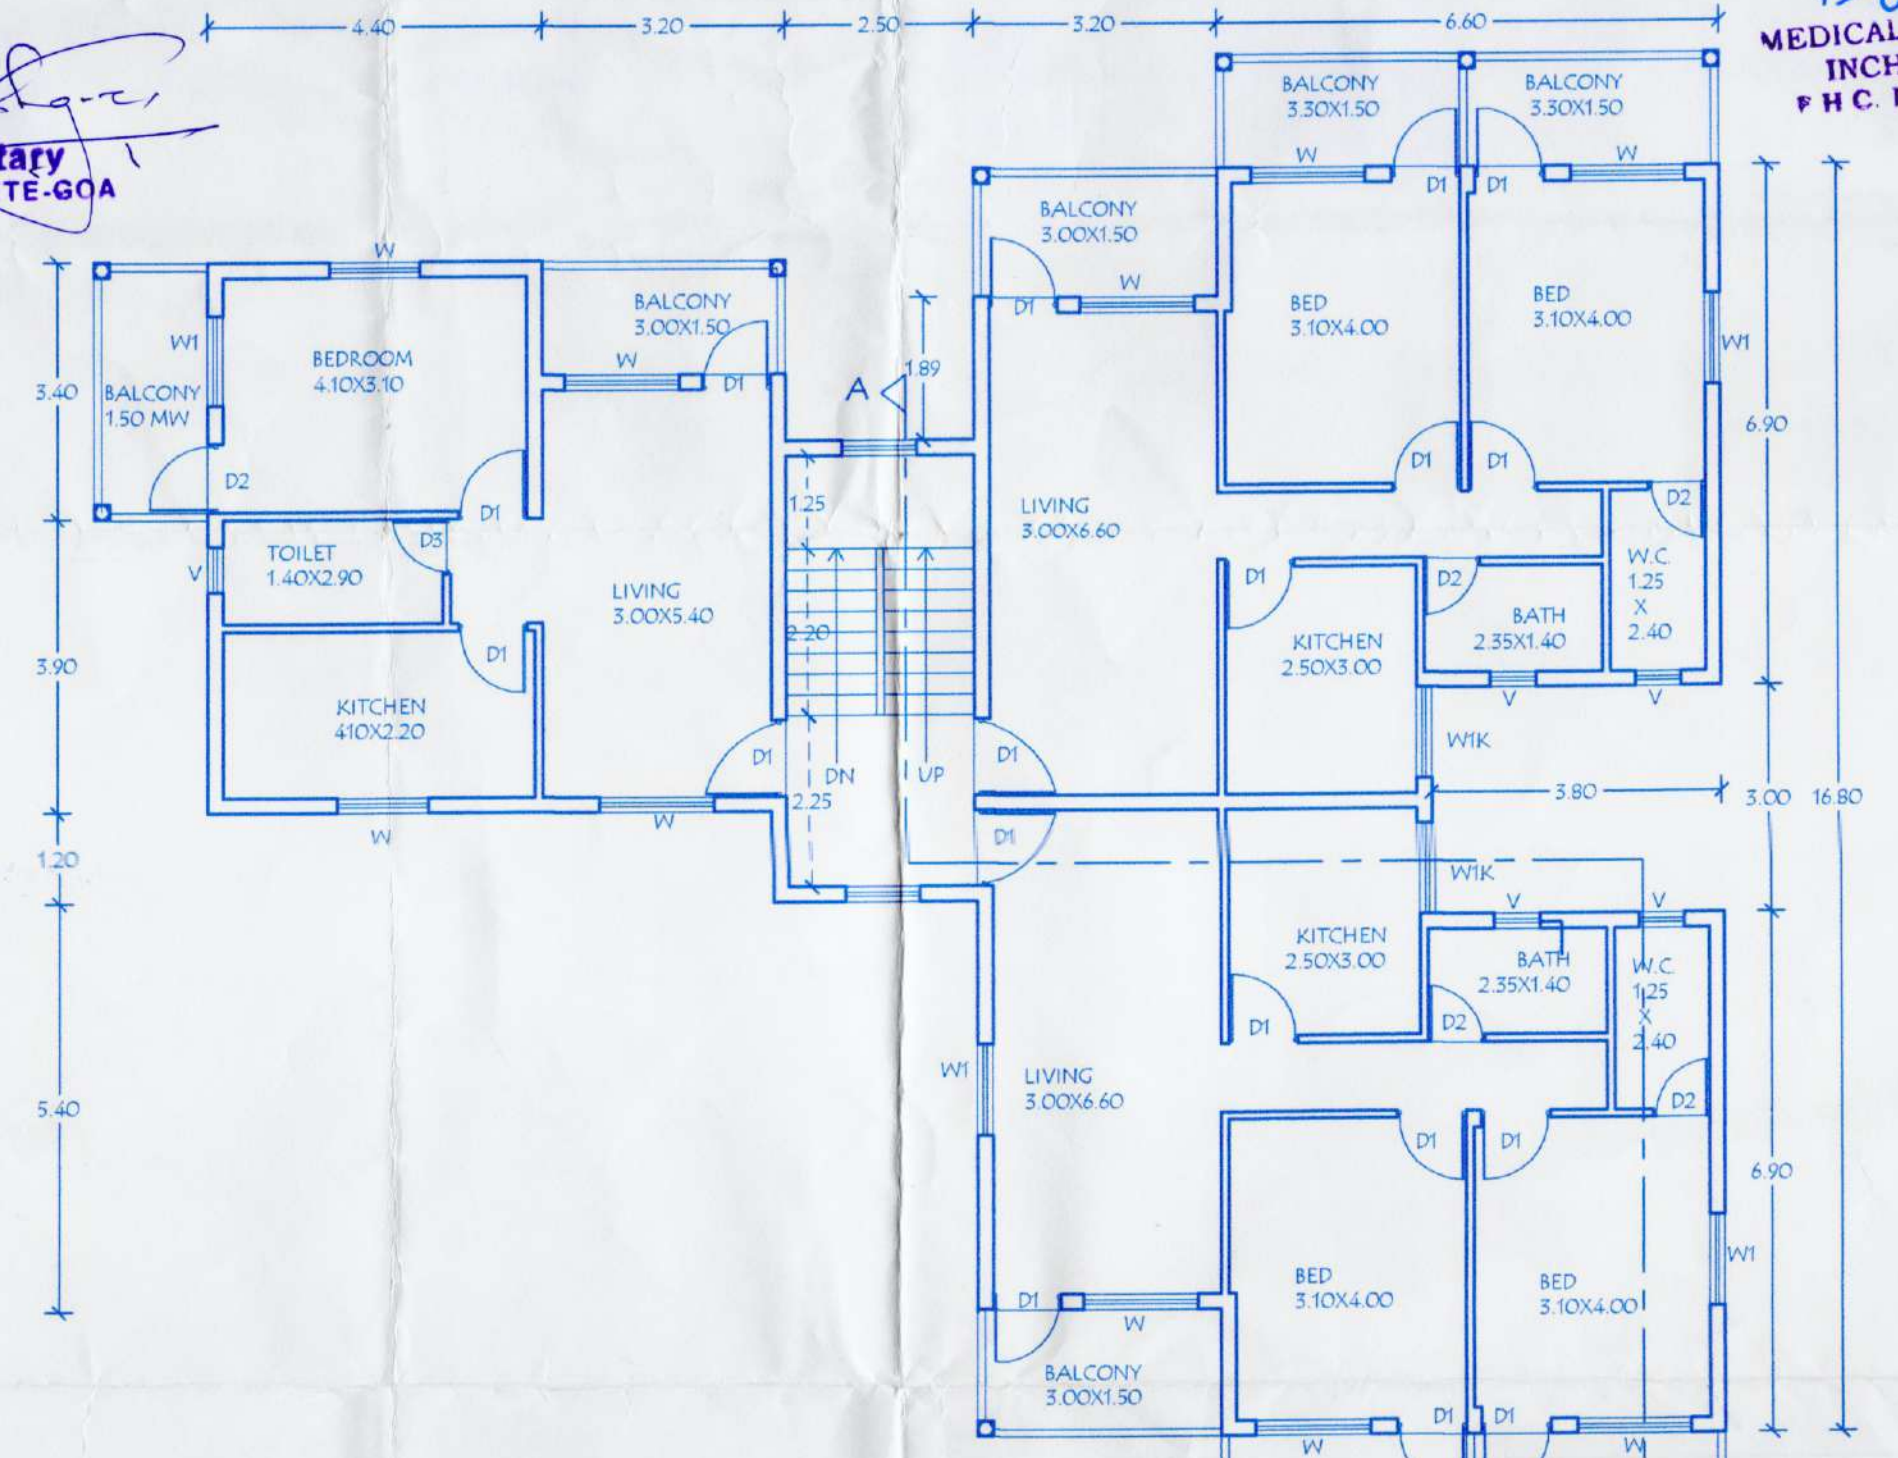 4.40
3.20
2.50
3.20
6.60
MEDICAL
INCH
P H C.
tary
TE-GOA
BALCONY
3.30X1.50
BALCONY
3.30X1.50
W
W
D1
D1
BALCONY
3.00X1.50
W
D1
W
BALCONY
3.00X1.50
W
D1
W1
BALCONY
1.50 MW
BEDROOM
4.10X3.10
3.40
D2
D1
A
1.89
BED
3.10X4.00
BED
3.10X4.00
W1
6.90
D1
D1
D2
1.25
LIVING
3.00X6.60
TOILET
1.40X2.90
D3
V
LIVING
3.00X5.40
2.20
D1
D2
W.C.
1.25
X
2.40
BATH
2.35X1.40
KITCHEN
2.50X3.00
V
V
3.90
D1
KITCHEN
410X2.20
W
W
D1
DN
UP
2.25
D1
W1K
3.80
3.00
16.80
1.20
D1
W1K
V
V
KITCHEN
2.50X3.00
BATH
2.35X1.40
W.C.
1.25
X
2.40
D1
D2
D2
W1
LIVING
3.00X6.60
5.40
D1
D1
6.90
W1
BED
3.10X4.00
BED
3.10X4.00
D1
W
BALCONY
3.00X1.50
D1
D1
W
W